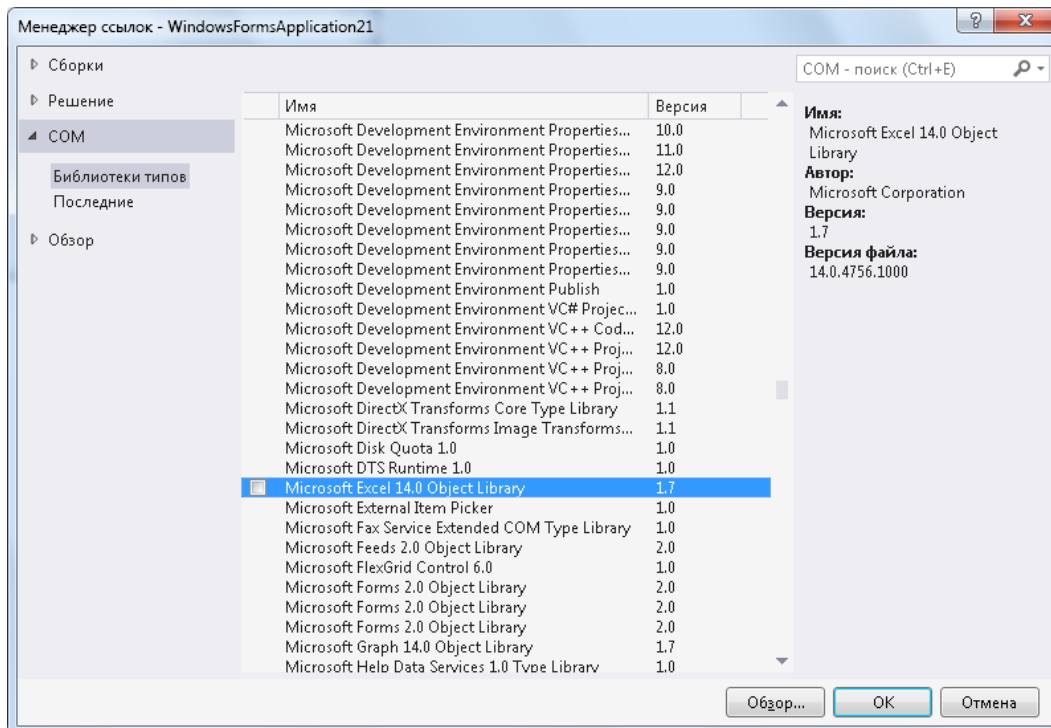 Менеджер ссылок - WindowsFormsApplication21
Сборки
Решение
COM
Библиотеки типов
Последние
Обзор
Имя Версия
Microsoft Development Environment Properties... 10.0
Microsoft Development Environment Properties... 11.0
Microsoft Development Environment Properties... 12.0
Microsoft Development Environment Properties... 9.0
Microsoft Development Environment Properties... 9.0
Microsoft Development Environment Properties... 9.0
Microsoft Development Environment Properties... 9.0
Microsoft Development Environment Properties... 9.0
Microsoft Development Environment Publish 1.0
Microsoft Development Environment VC# Projec... 1.0
Microsoft Development Environment VC++ Cod... 12.0
Microsoft Development Environment VC++ Proj... 12.0
Microsoft Development Environment VC++ Proj... 8.0
Microsoft Development Environment VC++ Proj... 8.0
Microsoft DirectX Transforms Core Type Library 1.1
Microsoft DirectX Transforms Image Transforms... 1.1
Microsoft Disk Quota 1.0 1.0
Microsoft DTS Runtime 1.0 1.0
Microsoft Excel 14.0 Object Library 1.7
Microsoft External Item Picker 1.0
Microsoft Fax Service Extended COM Type Library 1.0
Microsoft Feeds 2.0 Object Library 2.0
Microsoft FlexGrid Control 6.0 1.0
Microsoft Forms 2.0 Object Library 2.0
Microsoft Forms 2.0 Object Library 2.0
Microsoft Forms 2.0 Object Library 2.0
Microsoft Graph 14.0 Object Library 1.7
Microsoft Help Data Services 1.0 Type Library 1.0
COM - поиск (Ctrl+E)
Имя:
Microsoft Excel 14.0 Object
Library
Автор:
Microsoft Corporation
Версия:
1.7
Версия файла:
14.0.4756.1000
Обзор... OK Отмена